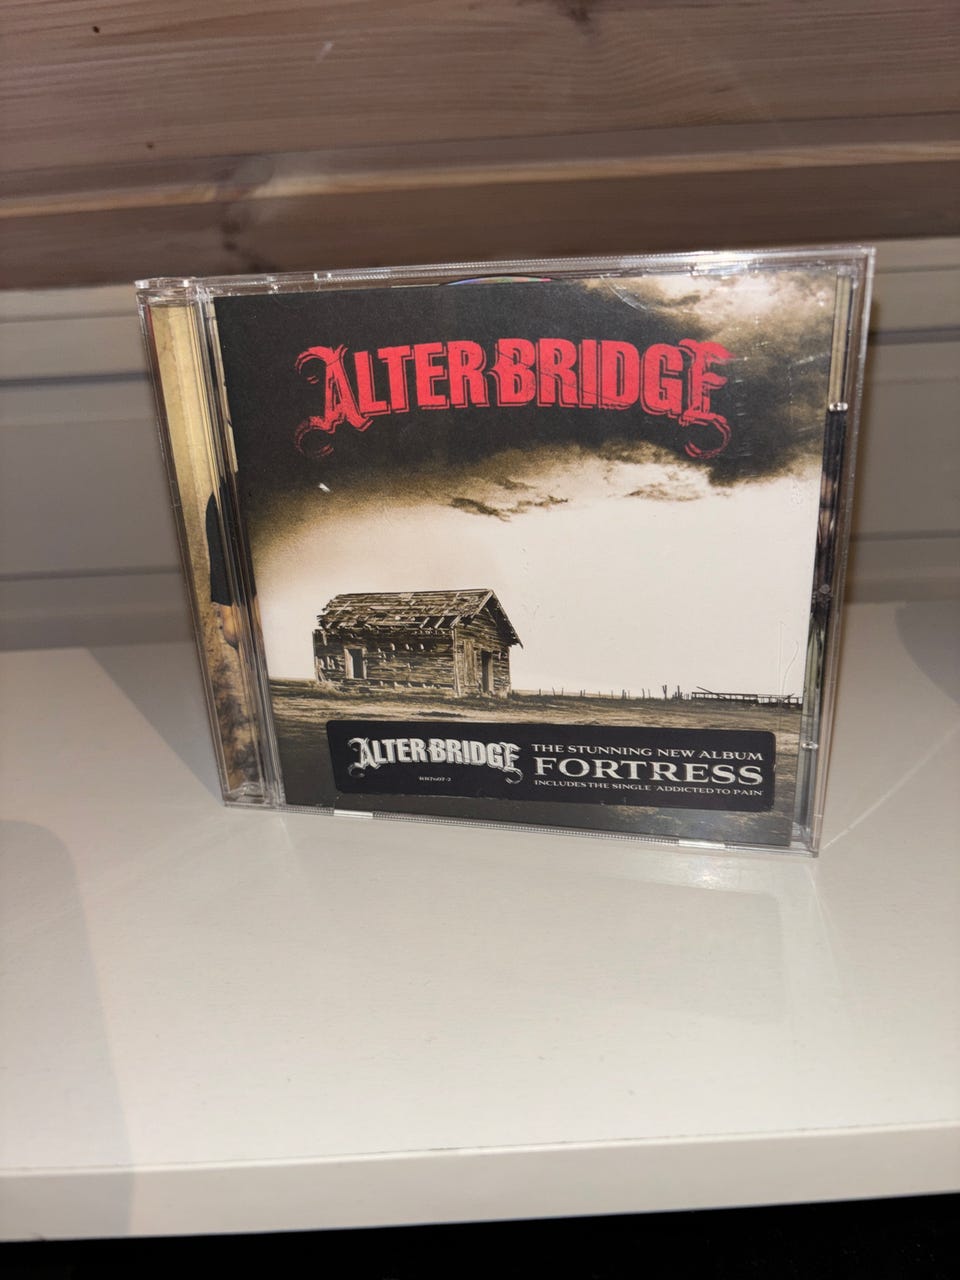 ALTER BRIDGE
ALTER BRIDGE
THE STUNNING NEW ALBUM
FORTRESS
INCLUDES THE SINGLE 'ADDICTED TO PAIN'